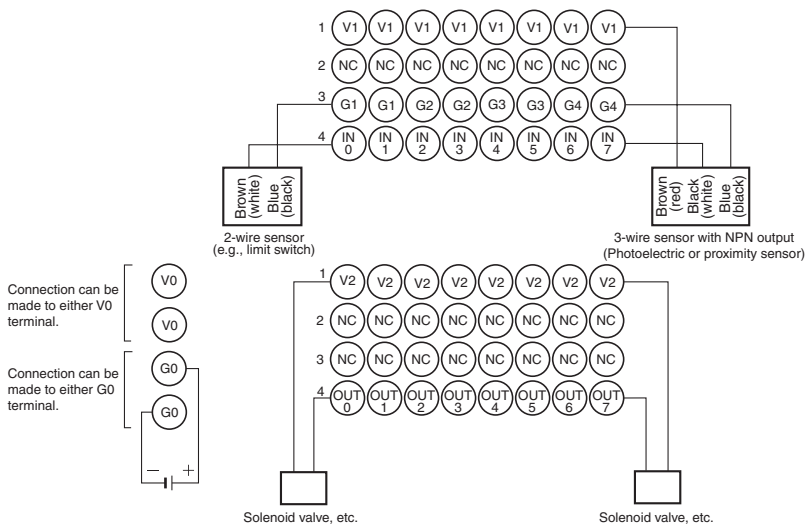 1 V1 V1 V1 V1 V1 V1 V1 V1
2 NC NC NC NC NC NC NC NC
3 G1 G1 G2 G2 G3 G3 G4 G4
4 IN 0 IN 1 IN 2 IN 3 IN 4 IN 5 IN 6 IN 7
Brown
(white)
Blue
(black)
2-wire sensor
(e.g., limit switch)
Brown
(red)
Black
(white)
Blue
(black)
3-wire sensor with NPN output
(Photoelectric or proximity sensor)
Connection can be
made to either V0
terminal.
V0
V0
Connection can be
made to either G0
terminal.
G0
G0
− +
1 V2 V2 V2 V2 V2 V2 V2 V2
2 NC NC NC NC NC NC NC NC
3 NC NC NC NC NC NC NC NC
4 OUT 0 OUT 1 OUT 2 OUT 3 OUT 4 OUT 5 OUT 6 OUT 7
Solenoid valve, etc.
Solenoid valve, etc.